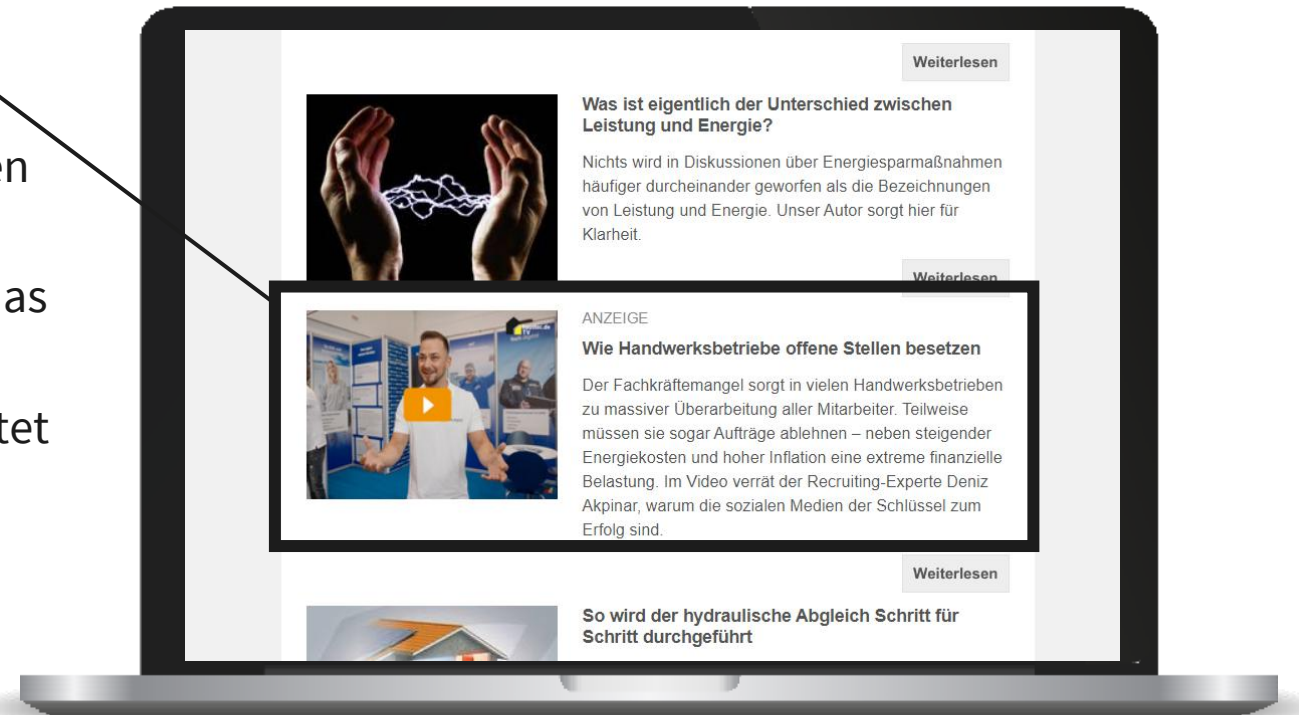 en
as
tet
Weiterlesen
Was ist eigentlich der Unterschied zwischen
Leistung und Energie?
Nichts wird in Diskussionen über Energiesparmaßnahmen
häufiger durcheinander geworfen als die Bezeichnungen
von Leistung und Energie. Unser Autor sorgt hier für
Klarheit.
Weiterlesen
ANZEIGE
Wie Handwerksbetriebe offene Stellen besetzen
Der Fachkräftemangel sorgt in vielen Handwerksbetrieben
zu massiver Überarbeitung aller Mitarbeiter. Teilweise
müssen sie sogar Aufträge ablehnen – neben steigender
Energiekosten und hoher Inflation eine extreme finanzielle
Belastung. Im Video verrät der Recruiting-Experte Deniz
Akpinar, warum die sozialen Medien der Schlüssel zum
Erfolg sind.
Weiterlesen
So wird der hydraulische Abgleich Schritt für
Schritt durchgeführt